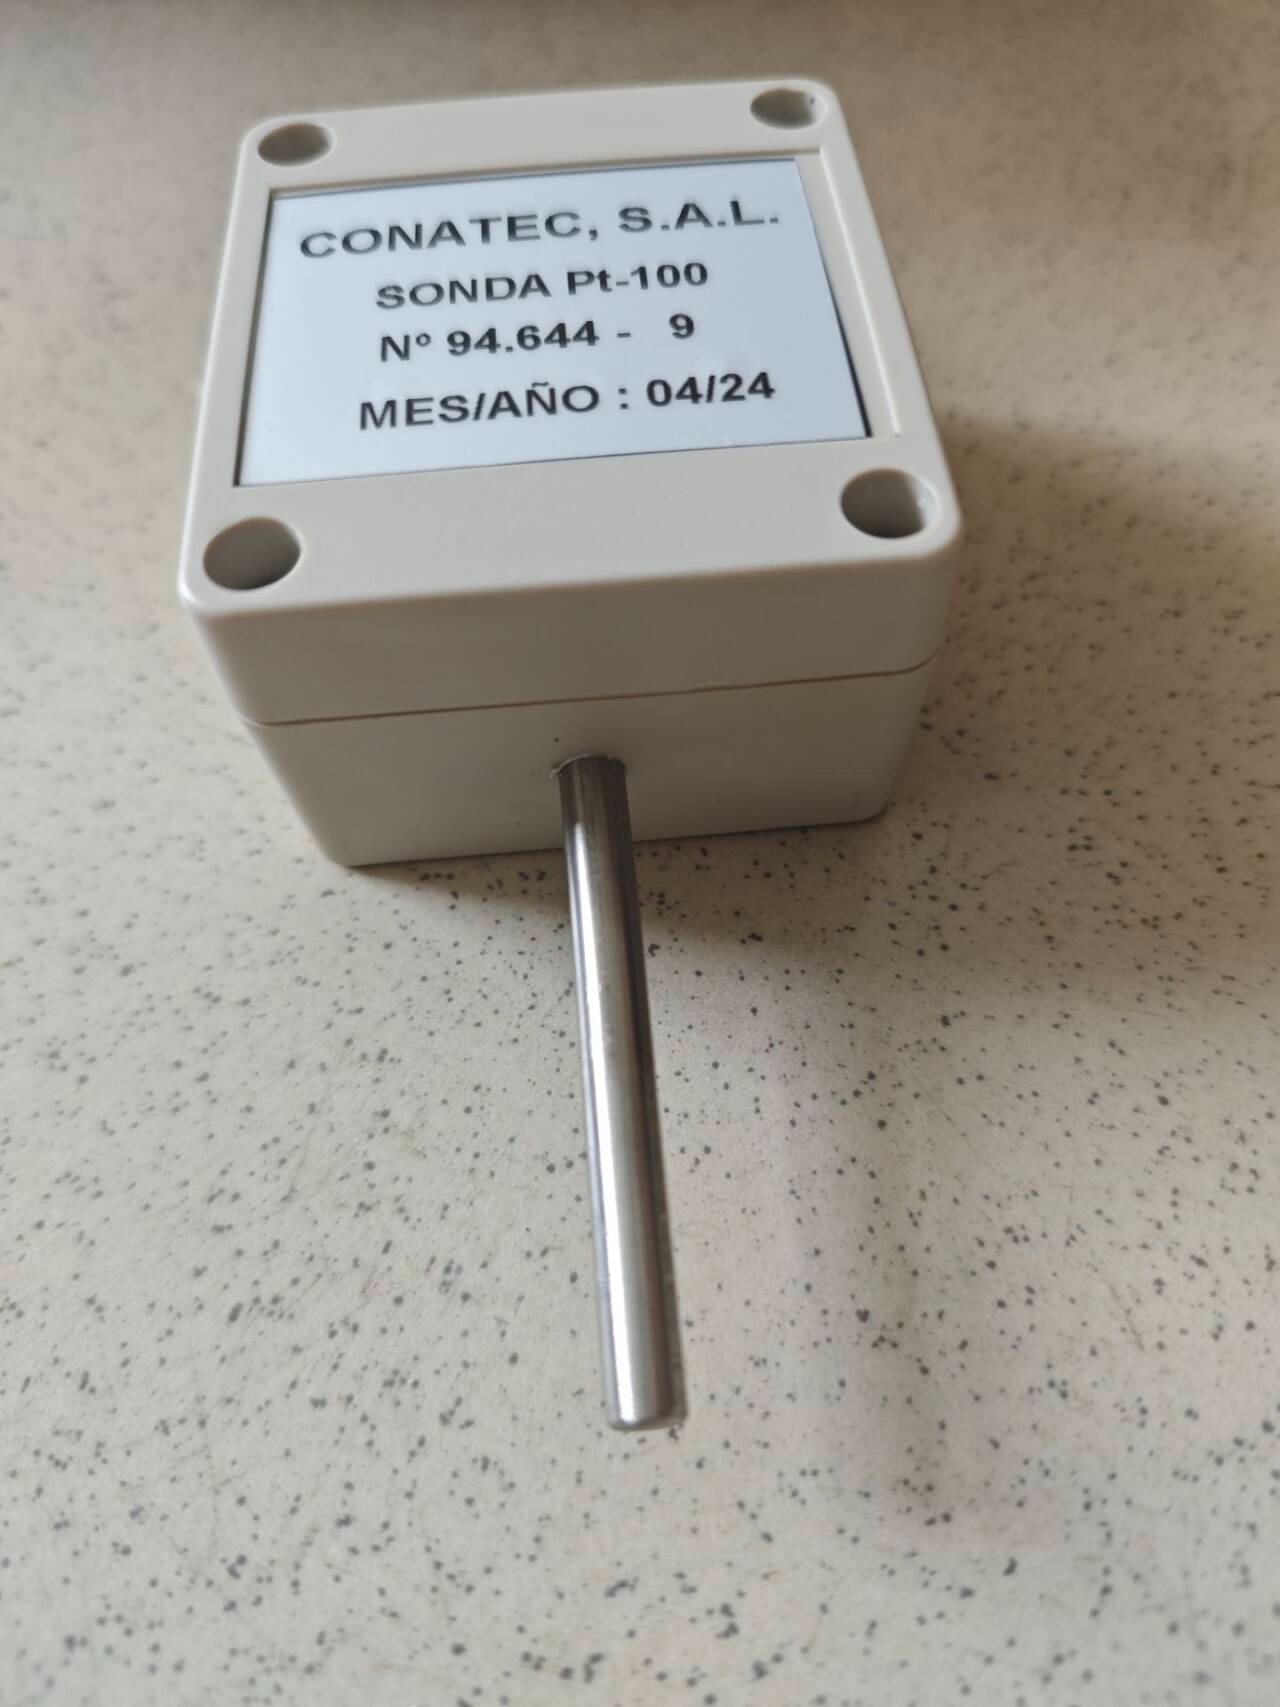 CONATEC, S.A.L.
SONDA Pt-100
Nº 94.644 - 9
MES/AÑO : 04/24